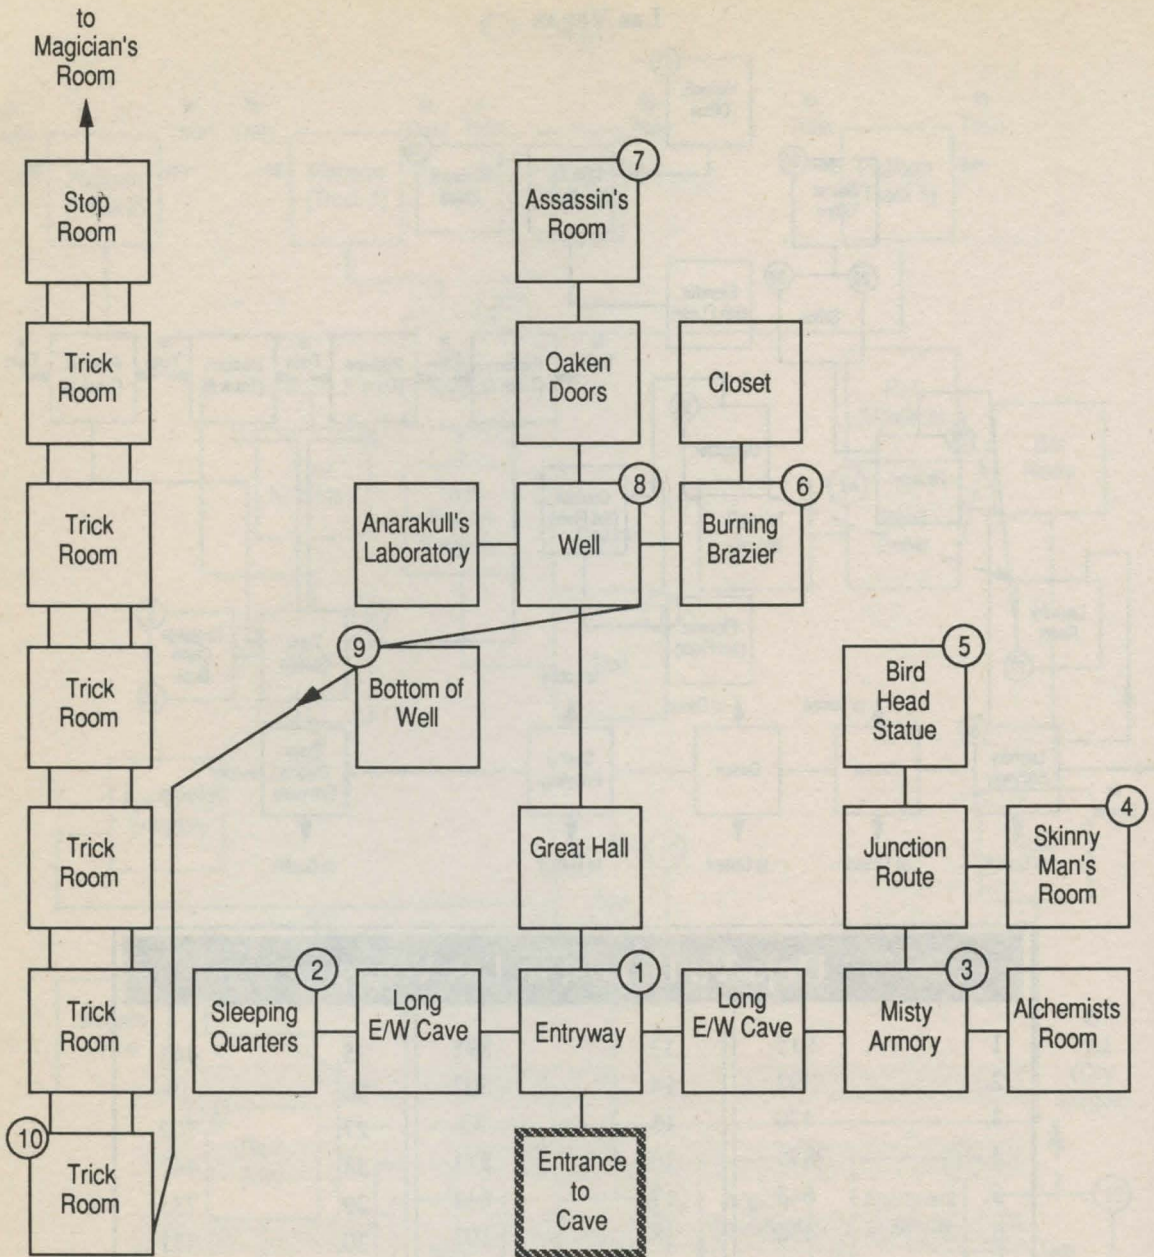 to
Magician's
Room
Stop
Room
7
Assassin's
Room
Trick
Room
Oaken
Doors
Closet
Trick
Room
Anarakull's
Laboratory
8
Well
6
Burning
Brazier
Trick
Room
9
Bottom of
Well
5
Bird
Head
Statue
Trick
Room
Great Hall
Junction
Route
4
Skinny
Man's
Room
Trick
Room
2
Sleeping
Quarters
Long
E/W Cave
1
Entryway
Long
E/W Cave
3
Misty
Armory
Alchemists
Room
10
Trick
Room
Entrance
to
Cave